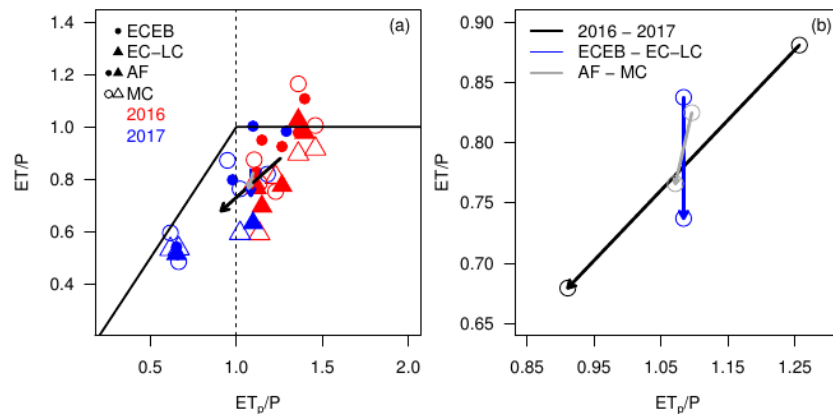 (a)
ECEB
EC−LC
AF
MC
2016
2017
1.4
1.2
1.0
0.8
0.6
0.4
ET/P
0.5
1.0
1.5
2.0
ETp/P
(b)
2016 − 2017
ECEB − EC−LC
AF − MC
0.90
0.85
0.80
0.75
0.70
0.65
ET/P
0.85
0.95
1.05
1.15
1.25
ETp/P